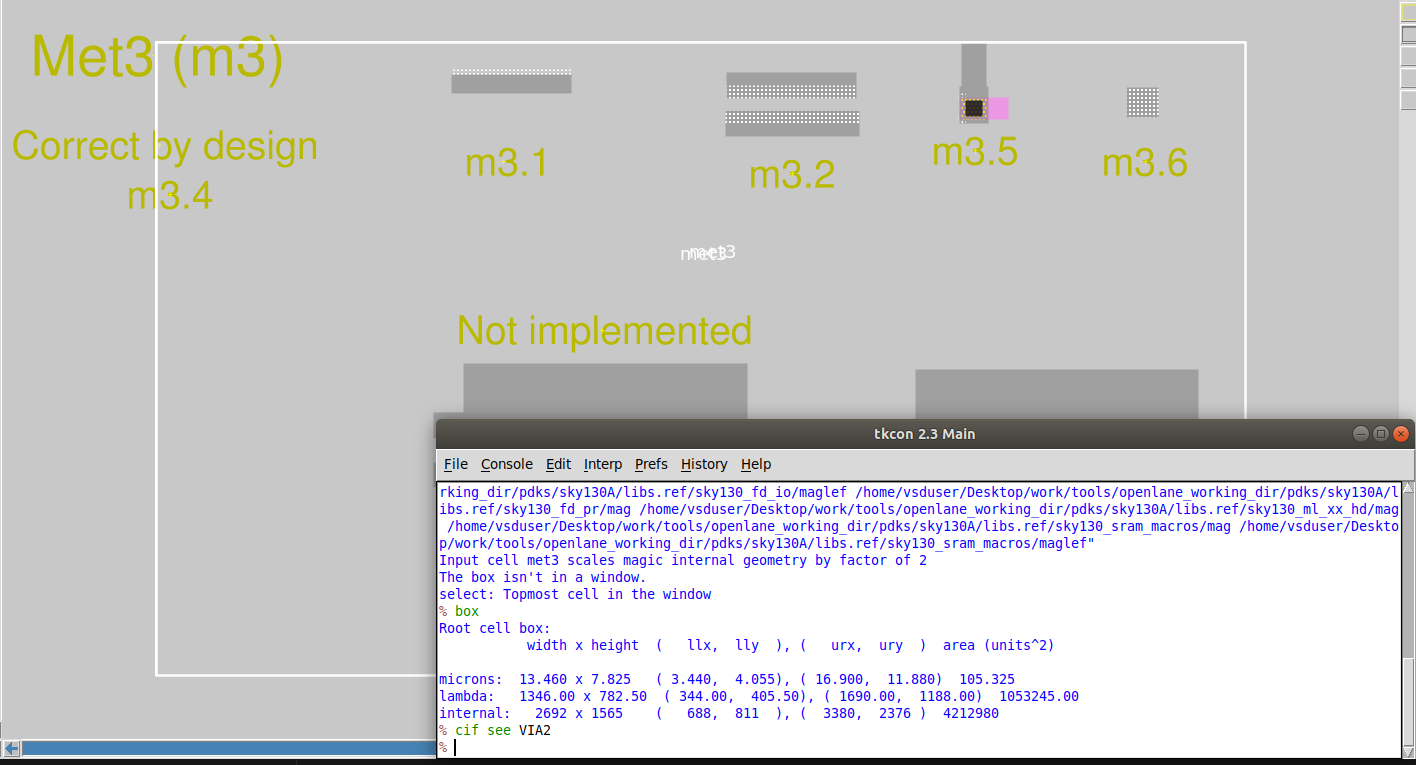 Met3 (m3)
Correct by design
m3.4
m3.1
m3.2
m3.5
m3.6
met3
met3
Not implemented
tkcon 2.3 Main
File Console Edit Interp Prefs History Help
rking_dir/pdks/sky130A/libs.ref/sky130_fd_io/maglef /home/vsduser/Desktop/work/tools/openlane_working_dir/pdks/sky130A/l
ibs.ref/sky130_fd_pr/mag /home/vsduser/Desktop/work/tools/openlane_working_dir/pdks/sky130A/libs.ref/sky130_ml_xx_hd/mag
/home/vsduser/Desktop/work/tools/openlane_working_dir/pdks/sky130A/libs.ref/sky130_sram_macros/mag /home/vsduser/Deskto
p/work/tools/openlane_working_dir/pdks/sky130A/libs.ref/sky130_sram_macros/maglef"
Input cell met3 scales magic internal geometry by factor of 2
The box isn't in a window.
select: Topmost cell in the window
% box
Root cell box:
width x height ( llx, lly ), ( urx, ury ) area (units^2)
microns: 13.460 x 7.825 ( 3.440, 4.055), ( 16.900, 11.880) 105.325
lambda: 1346.00 x 782.50 ( 344.00, 405.50), ( 1690.00, 1188.00) 1053245.00
internal: 2692 x 1565 ( 688, 811 ), ( 3380, 2376 ) 4212980
% cif see VIA2
%